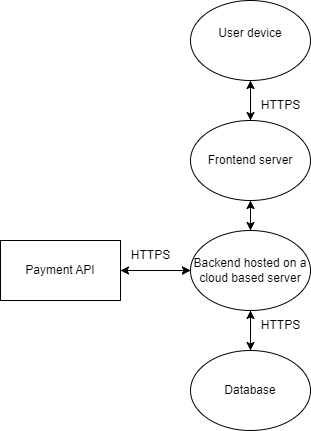 User device
HTTPS
Frontend server
HTTPS
Payment API
Backend hosted on a
cloud based server
HTTPS
Database